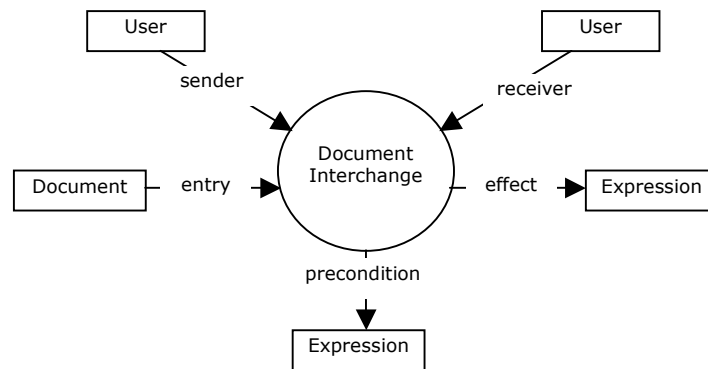 User
User
sender
receiver
Document
Interchange
Document
entry
effect
Expression
precondition
Expression